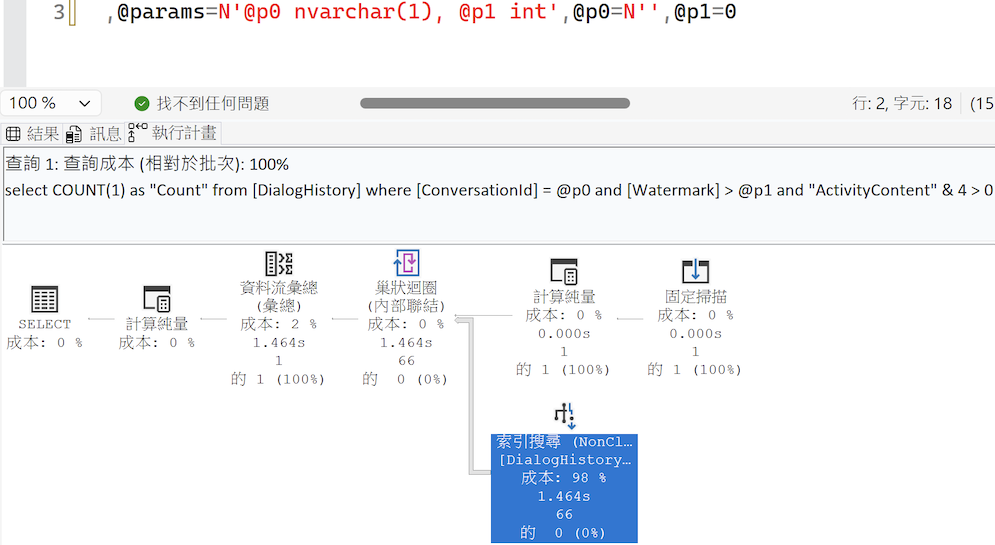 3 ,@params=N'@p0 nvarchar(1), @p1 int',@p0=N'',@p1=0
100 % 找不到任何問題 行: 2, 字元: 18 (15
結果 訊息 執行計畫
查詢 1: 查詢成本 (相對於批次): 100%
select COUNT(1) as "Count" from [DialogHistory] where [ConversationId] = @p0 and [Watermark] > @p1 and "ActivityContent" & 4 > 0
SELECT
成本: 0 %
計算純量
成本: 0 %
資料流彙總
(彙總)
成本: 2 %
1.464s
1
的 1 (100%)
巢狀迴圈
(內部聯結)
成本: 0 %
1.464s
66
的 0 (0%)
計算純量
成本: 0 %
0.000s
1
的 1 (100%)
固定掃描
成本: 0 %
0.000s
1
的 1 (100%)
索引搜尋 (NonCl…
[DialogHistory…
成本: 98 %
1.464s
66
的 0 (0%)